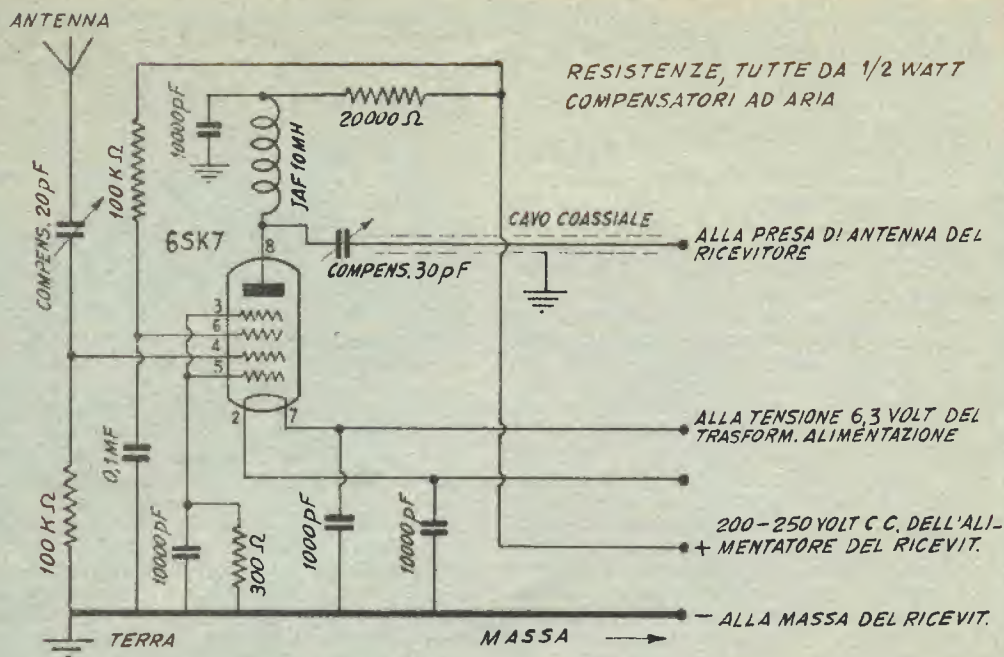 ANTENNA
RESISTENZE, TUTTE DA 1/2 WATT
COMPENSATORI AD ARIA
10000pF
20000 Ω
JAF 10MH
100 K Ω
COMPENS. 20pF
6SK7
8
COMPENS. 30pF
CAVO COASSIALE
ALLA PRESA DI ANTENNA DEL
RICEVITORE
3
6
4
5
2
7
ALLA TENSIONE 6,3 VOLT DEL
TRASFORM. ALIMENTAZIONE
0,1MF
100 K Ω
10000pF
300 Ω
1000pF
10000pF
200-250 VOLT C C. DELL'ALI-
+ MENTATORE DEL RICEVIT.
- ALLA MASSA DEL RICEVIT.
TERRA
MASSA